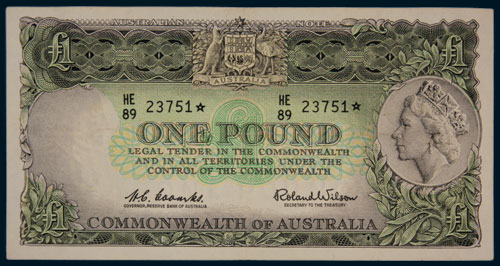 AUSTRALIAN NOTE
£1 £1
AUSTRALIA
HE 89 23751★ HE 89 23751★
ONE POUND
LEGAL TENDER IN THE COMMONWEALTH
AND IN ALL TERRITORIES UNDER THE
CONTROL OF THE COMMONWEALTH
H.C. Coombs. Roland Wilson
GOVERNOR, RESERVE BANK OF AUSTRALIA SECRETARY TO THE TREASURY
£1 £1
COMMONWEALTH OF AUSTRALIA